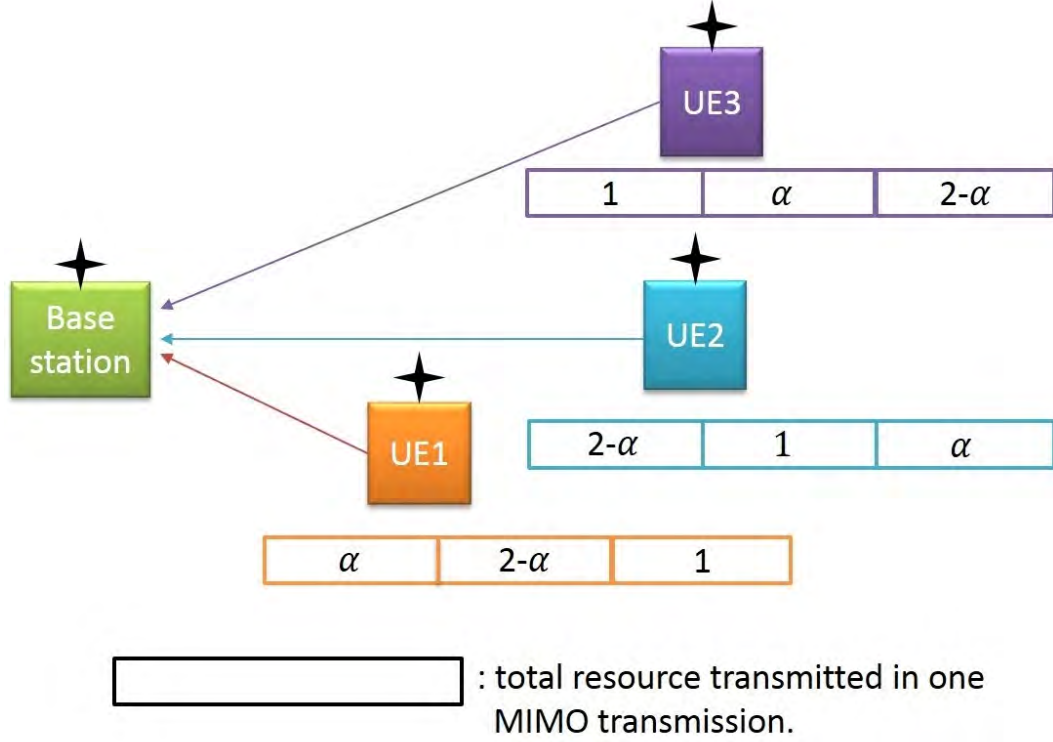 UE3
1 α 2-α
Base
station
UE2
2-α 1 α
UE1
α 2-α 1
: total resource transmitted in one
MIMO transmission.